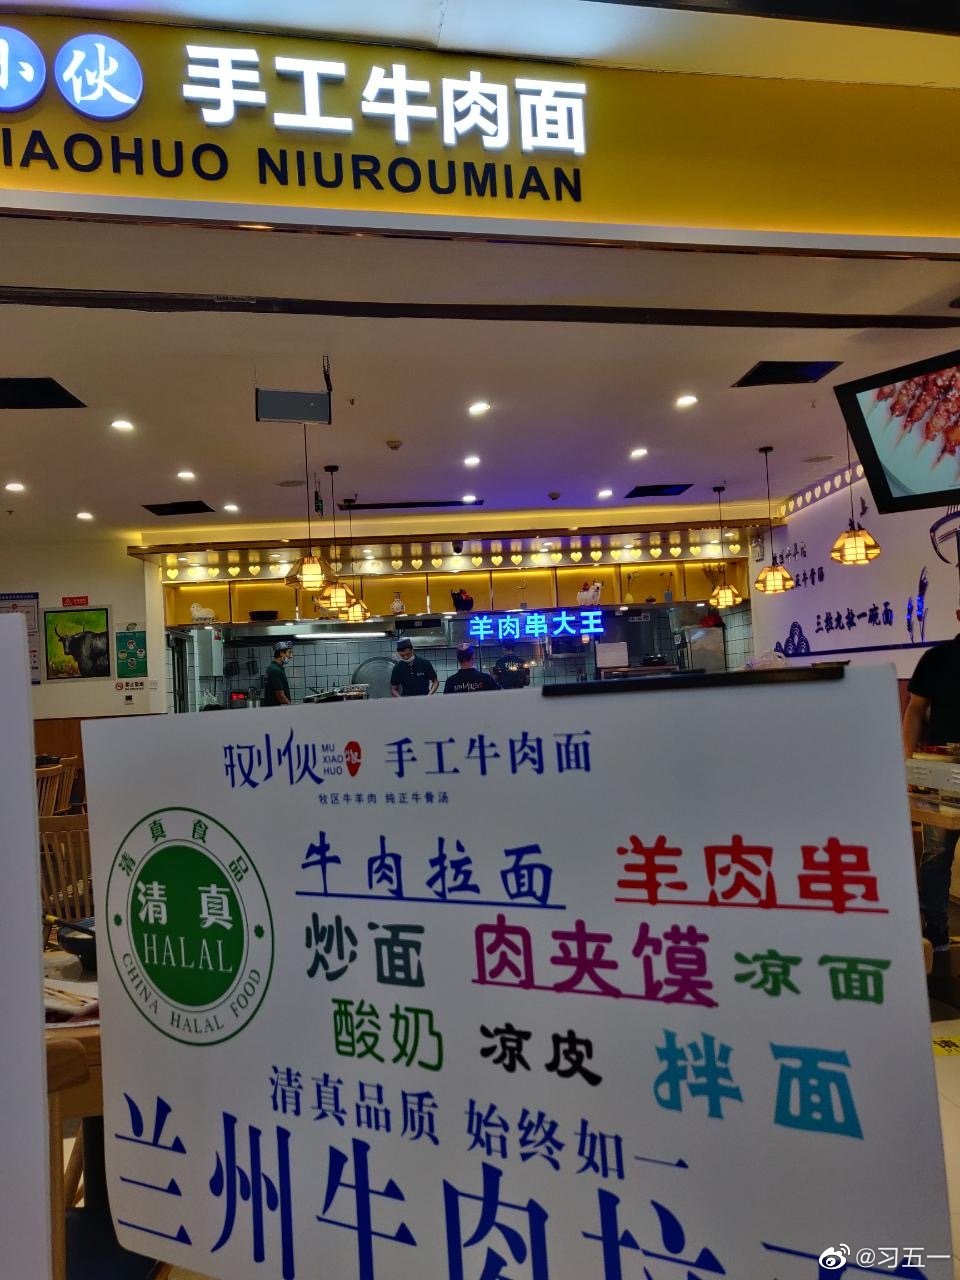 小伙 手工牛肉面
IAOHUO NIUROUMIAN
羊肉串大王
三拉九扯一碗面
牧小伙 MU XIAO HUO 手工牛肉面
牧区牛羊肉 纯正牛骨汤
清真食品
清真
HALAL
CHINA HALAL FOOD
牛肉拉面 羊肉串
炒面 肉夹馍 凉面
酸奶 凉皮 拌面
清真品质 始终如一
兰州牛肉拉
@习五一